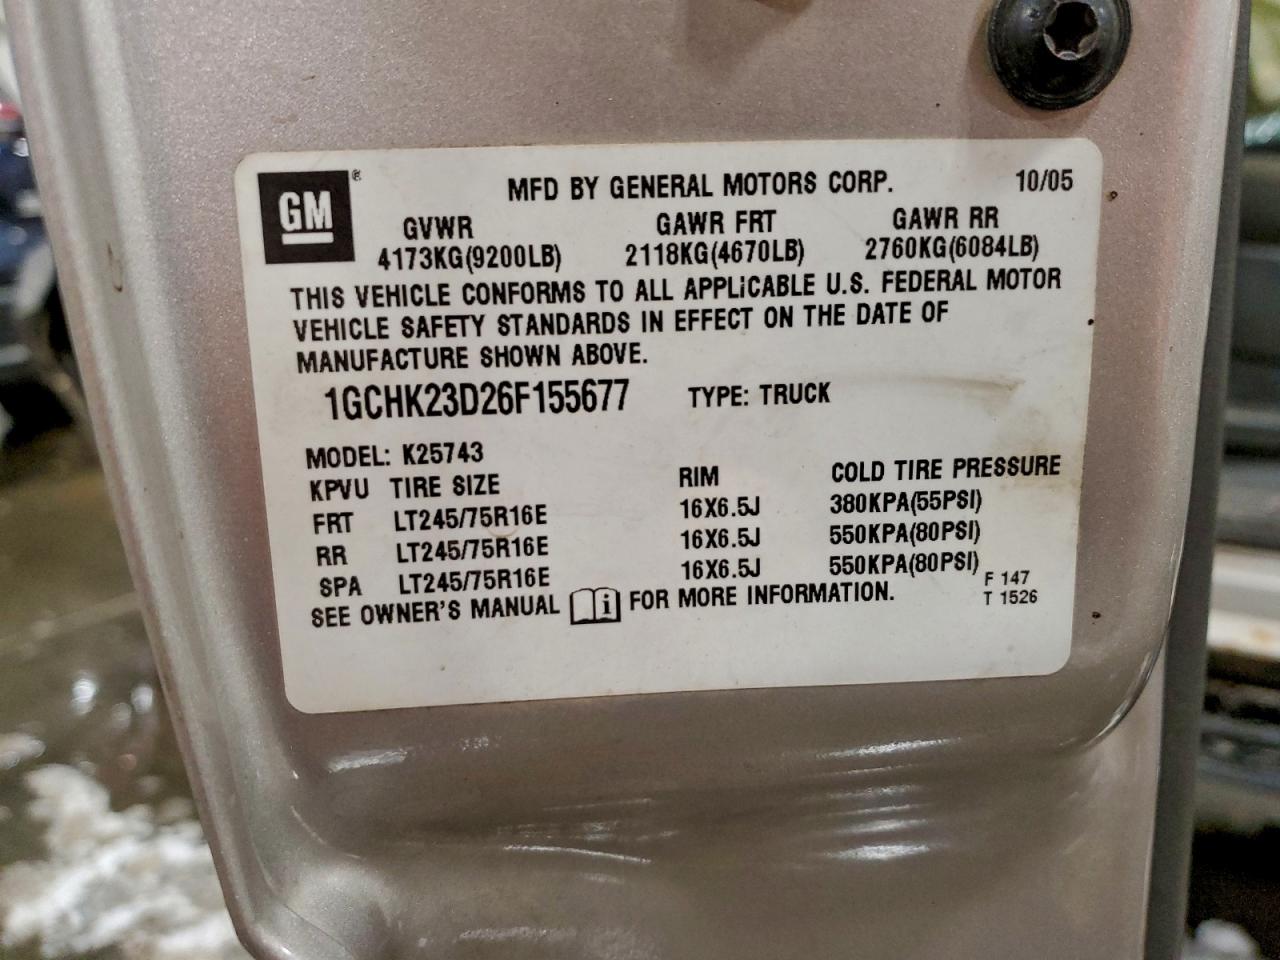 GM ®
MFD BY GENERAL MOTORS CORP. 10/05
GVWR GAWR FRT GAWR RR
4173KG(9200LB) 2118KG(4670LB) 2760KG(6084LB)
THIS VEHICLE CONFORMS TO ALL APPLICABLE U.S. FEDERAL MOTOR
VEHICLE SAFETY STANDARDS IN EFFECT ON THE DATE OF
MANUFACTURE SHOWN ABOVE.
1GCHK23D26F155677 TYPE: TRUCK
MODEL: K25743
KPVU TIRE SIZE RIM COLD TIRE PRESSURE
FRT LT245/75R16E 16X6.5J 380KPA(55PSI)
RR LT245/75R16E 16X6.5J 550KPA(80PSI)
SPA LT245/75R16E 16X6.5J 550KPA(80PSI)
SEE OWNER'S MANUAL i FOR MORE INFORMATION.
F 147
T 1526